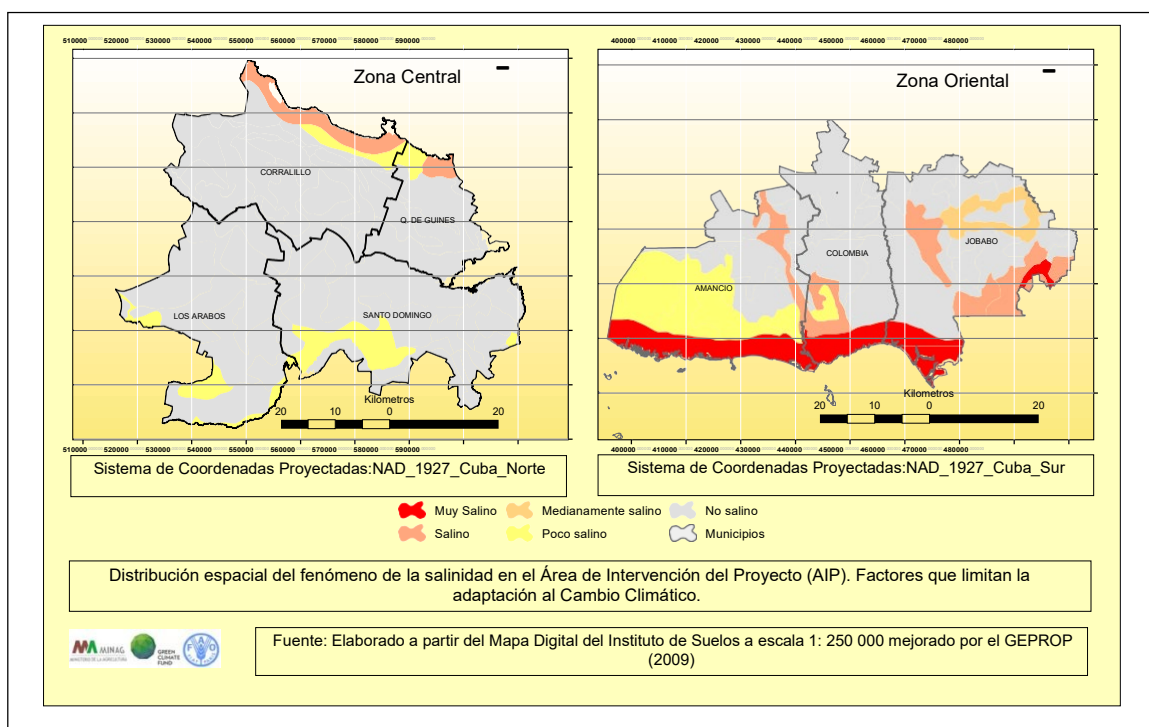 510000 520000 530000 540000 550000 560000 570000 580000 590000
Zona Central
CORRALILLO
Q. DE GUINES
LOS ARABOS
SANTO DOMINGO
Kilometros
20 10 0 20
510000 520000 530000 540000 550000 560000 570000 580000 590000
Sistema de Coordenadas Proyectadas:NAD_1927_Cuba_Norte
400000 410000 420000 430000 440000 450000 460000 470000 480000
Zona Oriental
COLOMBIA
JOBABO
AMANCIO
Kilometros
20 10 0 20
400000 410000 420000 430000 440000 450000 460000 470000 480000
Sistema de Coordenadas Proyectadas:NAD_1927_Cuba_Sur
Muy Salino Medianamente salino No salino
Salino Poco salino Municipios
Distribución espacial del fenómeno de la salinidad en el Área de Intervención del Proyecto (AIP). Factores que limitan la
adaptación al Cambio Climático.
MINAG
MINISTERIO DE LA AGRICULTURA
GREEN
CLIMATE
FUND
FAO
Fuente: Elaborado a partir del Mapa Digital del Instituto de Suelos a escala 1: 250 000 mejorado por el GEPROP
(2009)